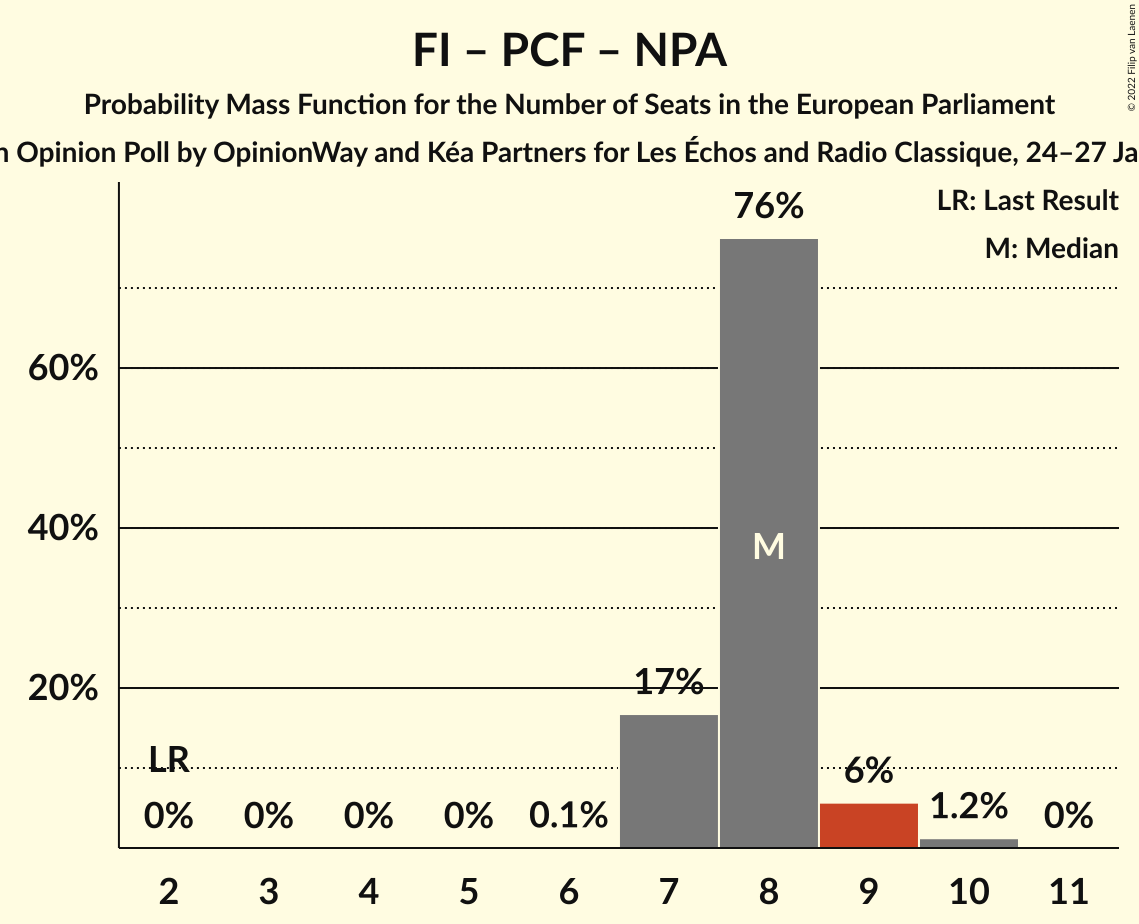 FI – PCF – NPA
Probability Mass Function for the Number of Seats in the European Parliament
Opinion Poll by OpinionWay and Kéa Partners for Les Échos and Radio Classique, 24–27
© 2022 Filip van Laenen
LR: Last Result
M: Median
76%
60%
M
40%
17%
20%
LR
6%
0% 0% 0% 0% 0.1% 1.2% 0%
2 3 4 5 6 7 8 9 10 11